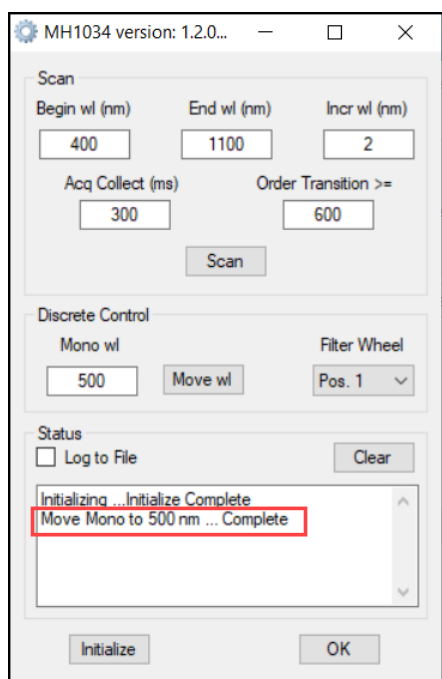 MH1034 version: 1.2.0...
Scan
Begin wl (nm) End wl (nm) Incr wl (nm)
400 1100 2
Acq Collect (ms) Order Transition >=
300 600
Scan
Discrete Control
Mono wl Filter Wheel
500 Move wl Pos. 1
Status
Log to File Clear
Initializing ...Initialize Complete
Move Mono to 500 nm ... Complete
Initialize OK